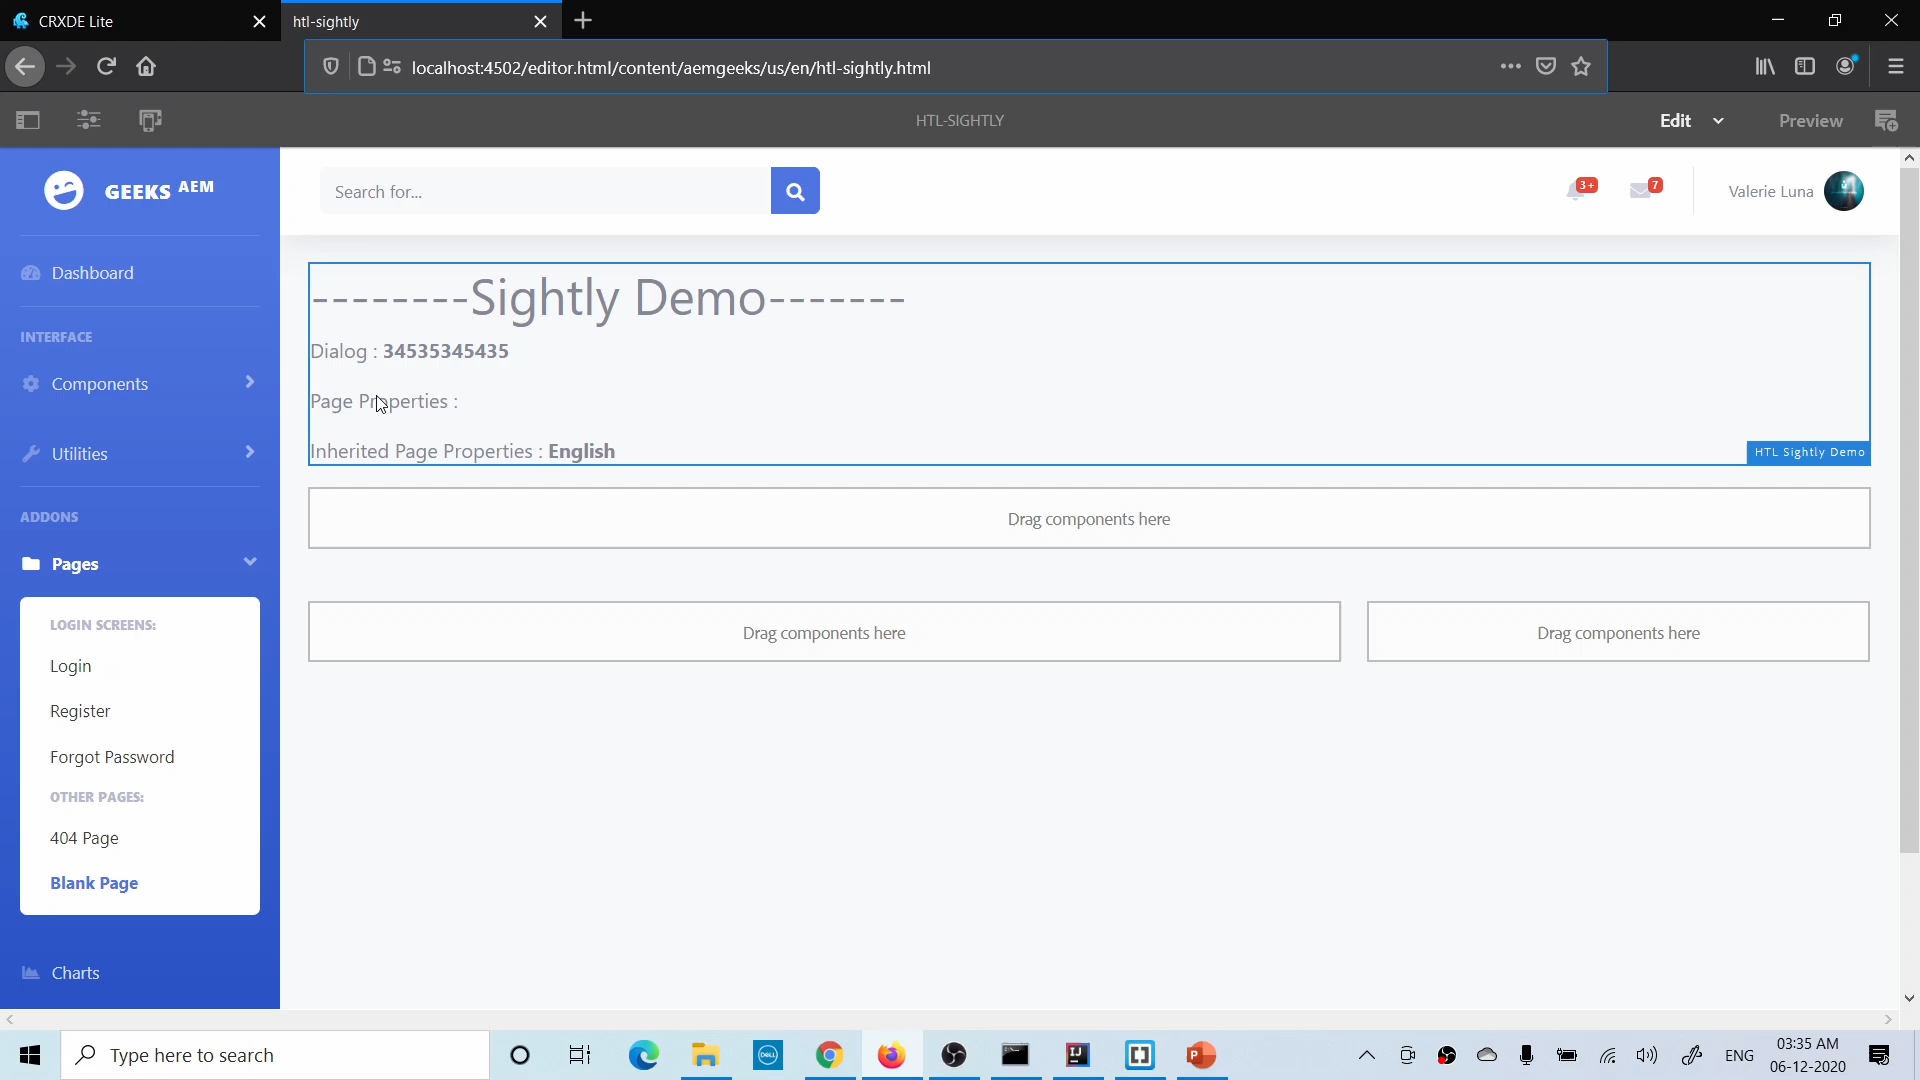 CRXDE Lite
htl-sightly
localhost:4502/editor.html/content/aemgeeks/us/en/htl-sightly.html
HTL-SIGHTLY
Edit
Preview
GEEKS AEM
Search for...
3+
7
Valerie Luna
Dashboard
INTERFACE
Components
Utilities
ADDONS
Pages
LOGIN SCREENS:
Login
Register
Forgot Password
OTHER PAGES:
404 Page
Blank Page
Charts
--------Sightly Demo-------
Dialog : 34535345435
Page Properties :
Inherited Page Properties : English
HTL Sightly Demo
Drag components here
Drag components here
Drag components here
Type here to search
DELL
IJ
P
ENG
03:35 AM
06-12-2020